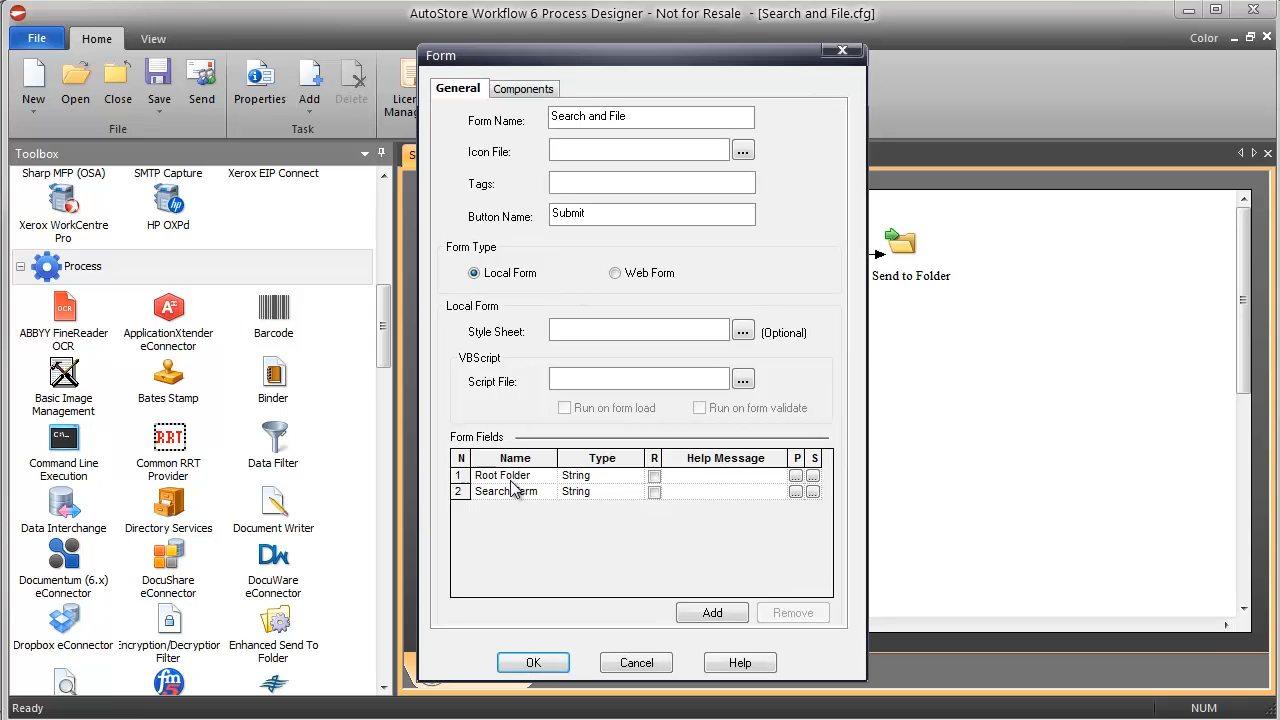 AutoStore Workflow 6 Process Designer - Not for Resale - [Search and File.cfg]
File
Home
View
Color
New
Open
Close
Save
Send
Properties
Add
Delete
File
Task
Toolbox
Sharp MFP (OSA)
SMTP Capture
Xerox EIP Connect
Xerox WorkCentre
Pro
HP OXPd
Process
OCR
ABBYY FineReader
OCR
A
ApplicationXtender
eConnector
Barcode
Basic Image
Management
Bates Stamp
Binder
C:\_
Command Line
Execution
RRT
Common RRT
Provider
Data Filter
Data Interchange
Directory Services
Document Writer
Documentum (6.x)
eConnector
DocuShare
eConnector
DW
DocuWare
eConnector
Dropbox eConnector
Encryption/Decryption
Filter
Enhanced Send To
Folder
Form
General
Components
Form Name:
Search and File
Icon File:
...
Tags:
Button Name:
Submit
Form Type
Local Form
Web Form
Local Form
Style Sheet:
...
(Optional)
VBScript
Script File:
...
Run on form load
Run on form validate
Form Fields
N
Name
Type
R
Help Message
P
S
1
Root Folder
String
...
...
2
String
...
...
Add
Remove
OK
Cancel
Help
Send to Folder
Ready
NUM